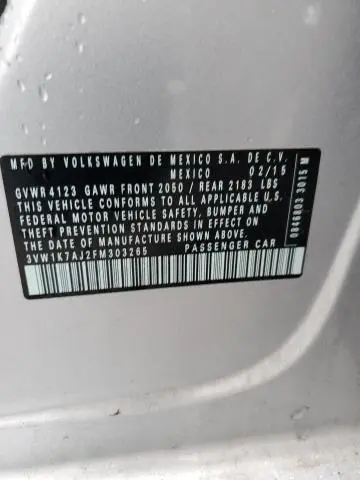 MFD BY VOLKSWAGEN DE MEXICO S.A. DE C.V.
MEXICO 02/15
GVWR 4123 GAWR FRONT 2050 / REAR 2183 LBS
THIS VEHICLE CONFORMS TO ALL APPLICABLE U.S.
FEDERAL MOTOR VEHICLE SAFETY, BUMPER AND
THEFT PREVENTION STANDARDS IN EFFECT ON
THE DATE OF MANUFACTURE SHOWN ABOVE.
3VW1K7AJ2FM303265 PASSENGER CAR
0866803 3015 M